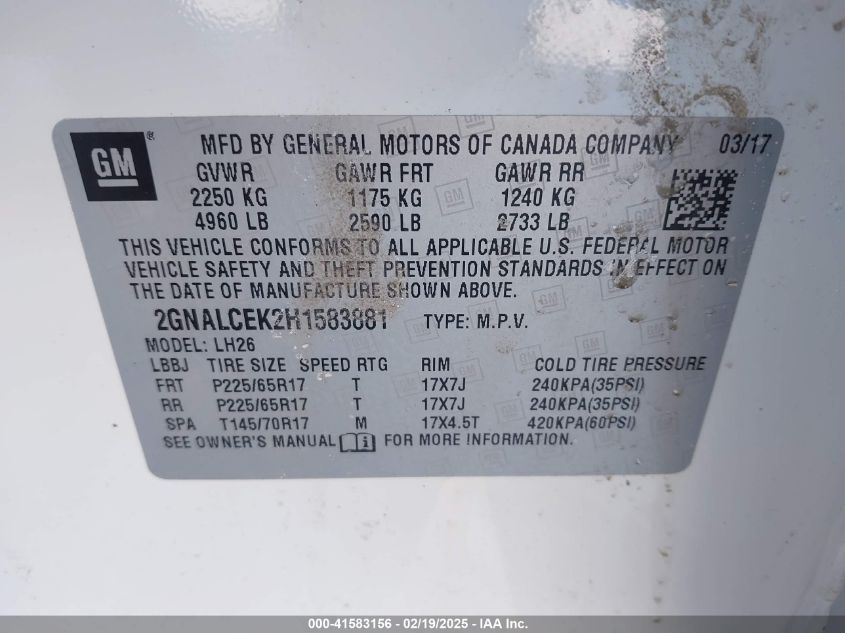 GM ® MFD BY GENERAL MOTORS OF CANADA COMPANY 03/17
GVWR GAWR FRT GAWR RR
2250 KG 1175 KG 1240 KG
4960 LB 2590 LB 2733 LB
THIS VEHICLE CONFORMS TO ALL APPLICABLE U.S. FEDERAL MOTOR
VEHICLE SAFETY AND THEFT PREVENTION STANDARDS IN EFFECT ON
THE DATE OF MANUFACTURE SHOWN ABOVE.
2GNALCEK2H1583881 TYPE: M.P.V.
MODEL: LH26
LBBJ TIRE SIZE SPEED RTG RIM COLD TIRE PRESSURE
FRT P225/65R17 T 17X7J 240KPA(35PSI)
RR P225/65R17 T 17X7J 240KPA(35PSI)
SPA T145/70R17 M 17X4.5T 420KPA(60PSI)
SEE OWNER'S MANUAL FOR MORE INFORMATION.
000-41583156 - 02/19/2025 - IAA Inc.